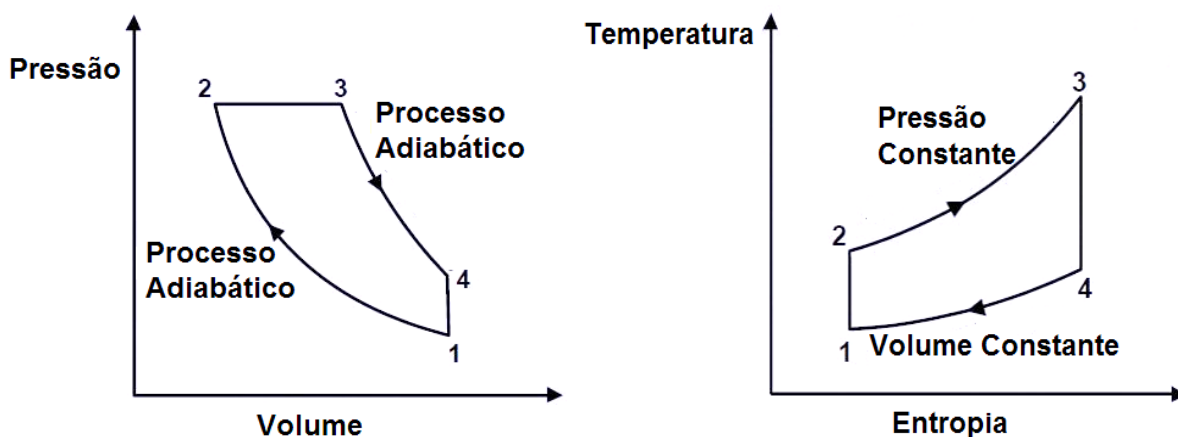 Pressão
2
3
Processo
Adiabático
Processo
Adiabático
4
1
Volume
Temperatura
3
Pressão
Constante
2
4
1
Volume Constante
Entropia